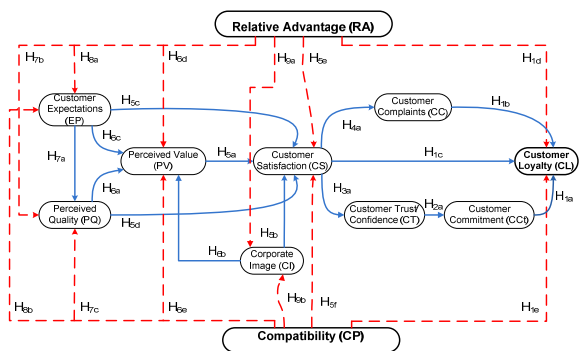 Relative Advantage (RA)
H7b
H8a
H6d
H9a
H5e
H1d
Customer
Expectations
(EP)
H5c
Customer
Complaints (CC)
H1b
H4a
H6c
H7a
Perceived Value
(PV)
H5a
Customer
Satisfaction (CS)
H1c
Customer
Loyalty (CL)
H6a
H3a
H2a
H1a
Perceived
Quality (PQ)
H5d
Customer Trust/
Confidence (CT)
Customer
Commitment (CCt)
H5b
H6b
Corporate
Image (CI)
H8b
H7c
H6e
H9b
H5f
H1e
Compatibility (CP)